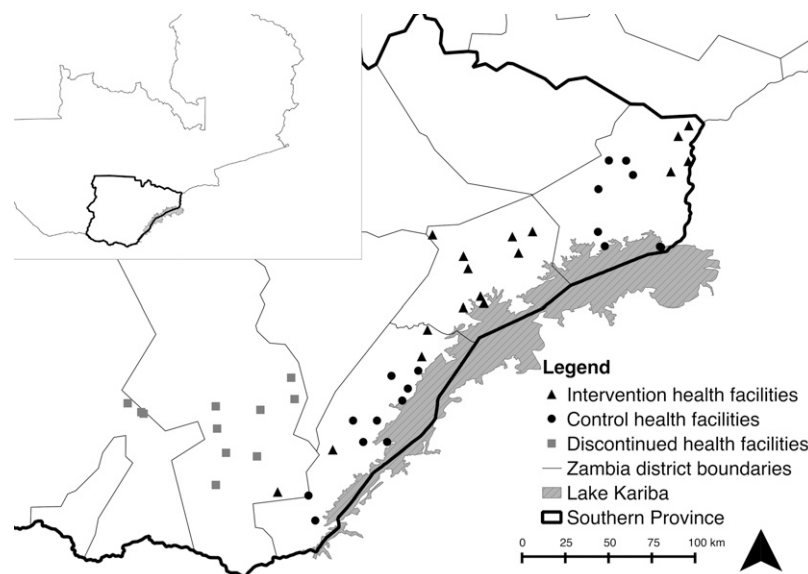 Legend
Intervention health facilities
Control health facilities
Discontinued health facilities
Zambia district boundaries
Lake Kariba
Southern Province
0 25 50 75 100 km